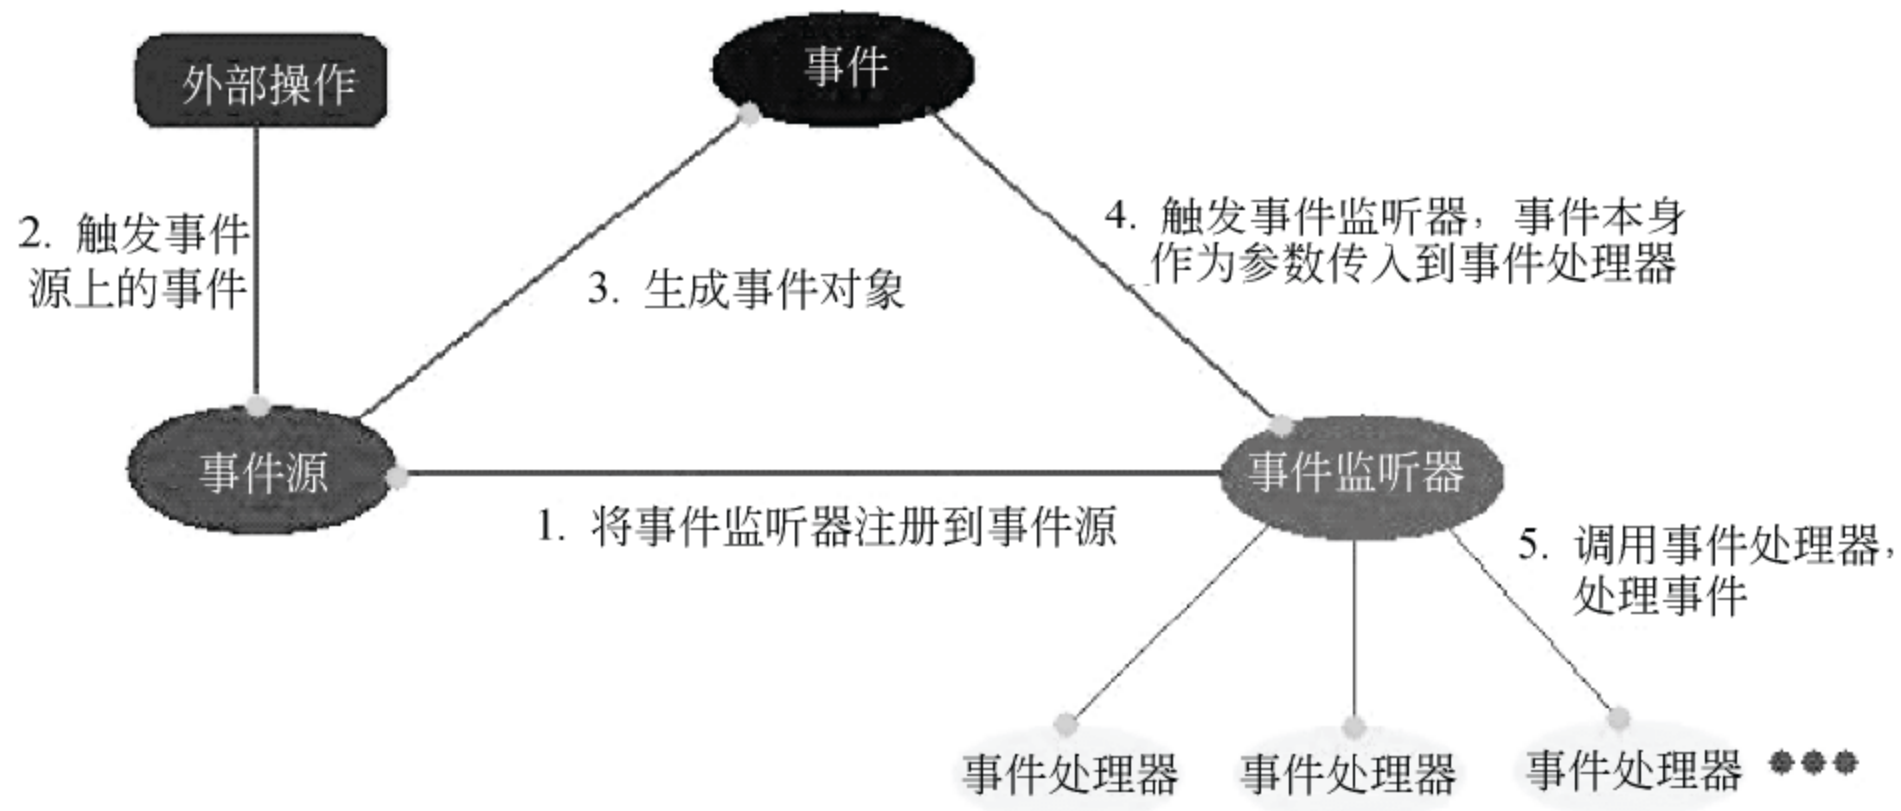 外部操作
事件
2. 触发事件
源上的事件
3. 生成事件对象
4. 触发事件监听器，事件本身
作为参数传入到事件处理器
事件源
事件监听器
1. 将事件监听器注册到事件源
5. 调用事件处理器，
处理事件
事件处理器
事件处理器
事件处理器